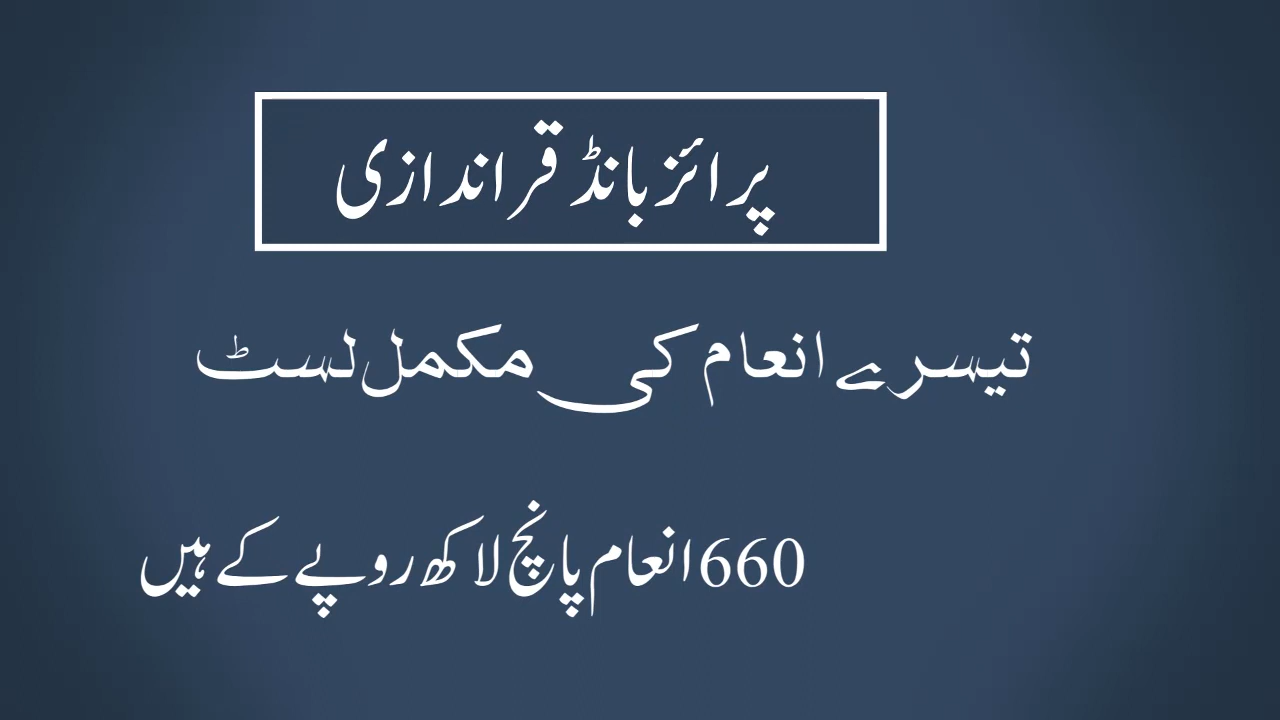 پرائز بانڈ قراندازی
تیسرے انعام کی مکمل لسٹ
660 انعام پانچ لاکھ روپے کے ہیں